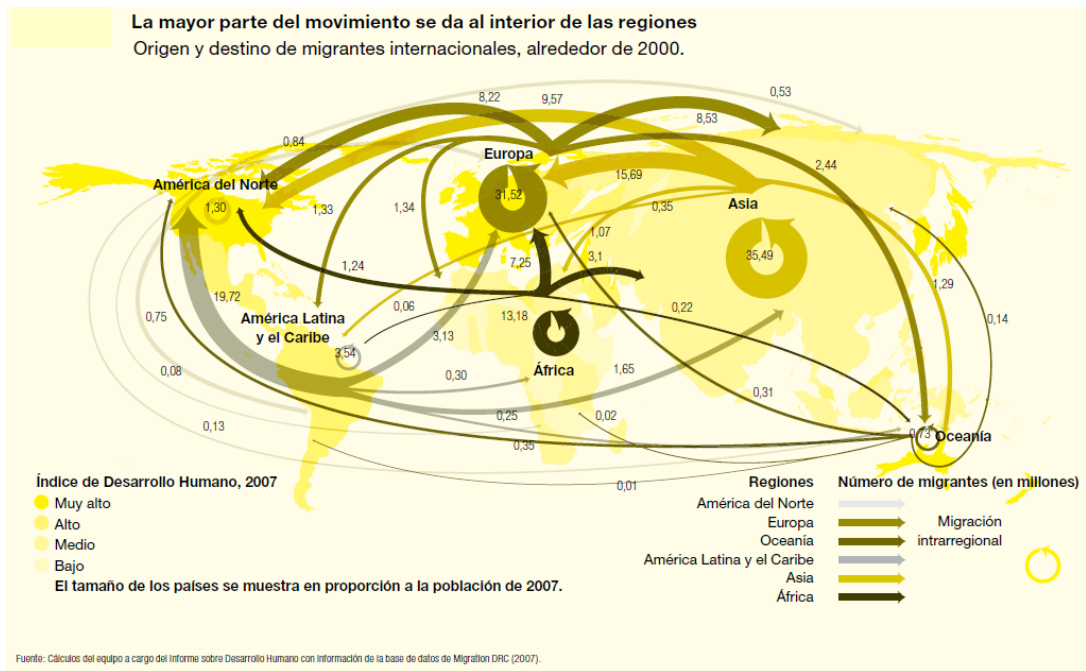 La mayor parte del movimiento se da al interior de las regiones
Origen y destino de migrantes internacionales, alrededor de 2000.
0,53
8,22
9,57
8,53
0,84
Europa
2,44
América del Norte
15,69
31,52
Asia
1,30
1,33
1,34
0,35
1,07
7,25
3,1
35,49
1,24
1,29
19,72
0,06
0,22
América Latina
y el Caribe
0,75
13,18
0,14
3,13
3,54
África
0,08
0,30
1,65
0,31
0,13
0,25
0,02
0,73
Oceanía
0,35
0,01
Índice de Desarrollo Humano, 2007
Muy alto
Alto
Medio
Bajo
El tamaño de los países se muestra en proporción a la población de 2007.
Regiones Número de migrantes (en millones)
América del Norte
Europa Migración
Oceanía intrarregional
América Latina y el Caribe
Asia
África
Fuente: Cálculos del equipo a cargo del Informe sobre Desarrollo Humano con información de la base de datos de Migration DRC (2007).